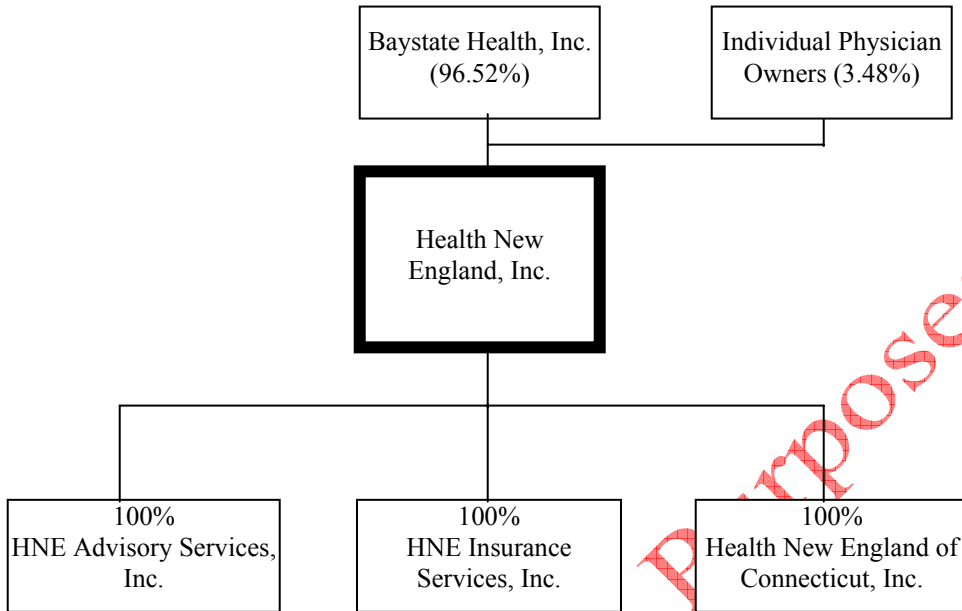 Baystate Health, Inc.
(96.52%)
Individual Physician
Owners (3.48%)
Health New
England, Inc.
100%
HNE Advisory Services,
Inc.
100%
HNE Insurance
Services, Inc.
100%
Health New England of
Connecticut, Inc.
Purpose